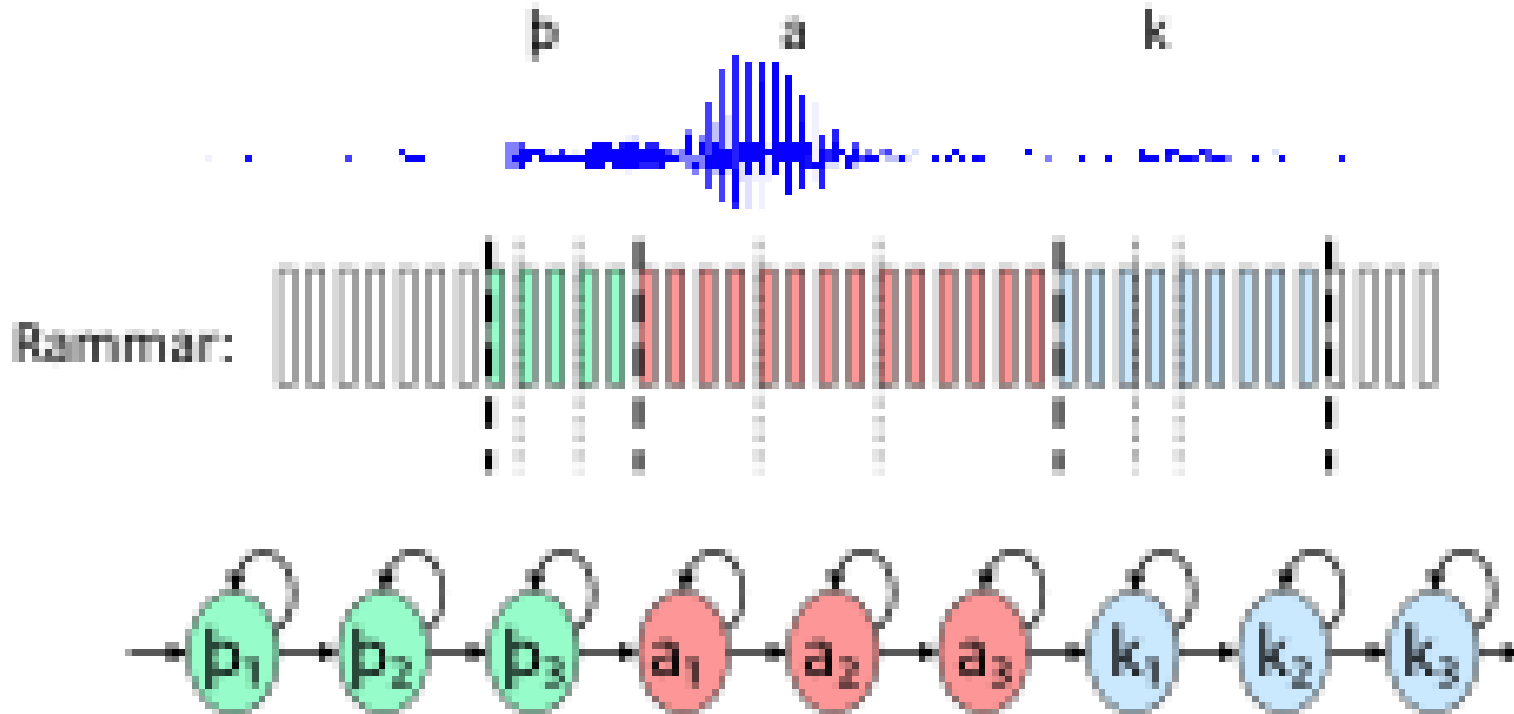 þ a k
Rammar:
þ₁ þ₂ þ₃ a₁ a₂ a₃ k₁ k₂ k₃